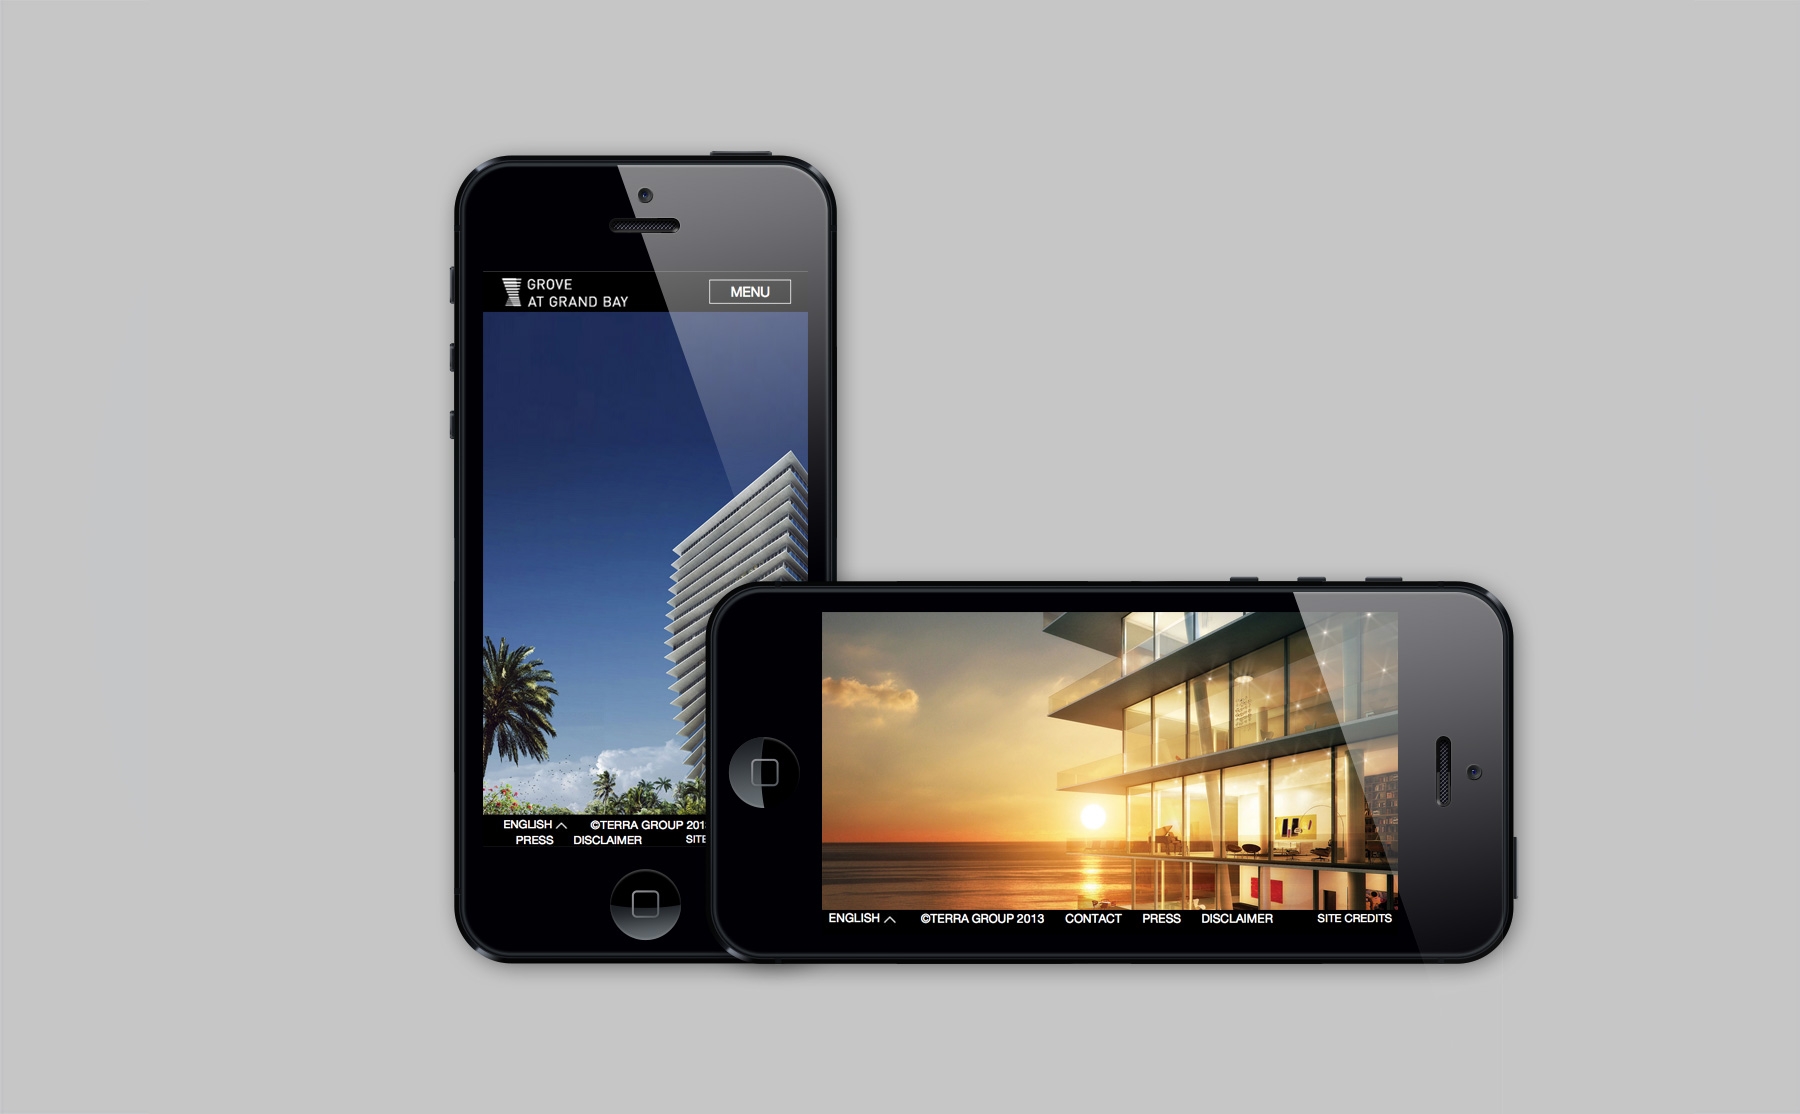 GROVE
AT GRAND BAY
MENU
ENGLISH ©TERRA GROUP 201
PRESS DISCLAIMER SITE
ENGLISH ©TERRA GROUP 2013 CONTACT PRESS DISCLAIMER SITE CREDITS